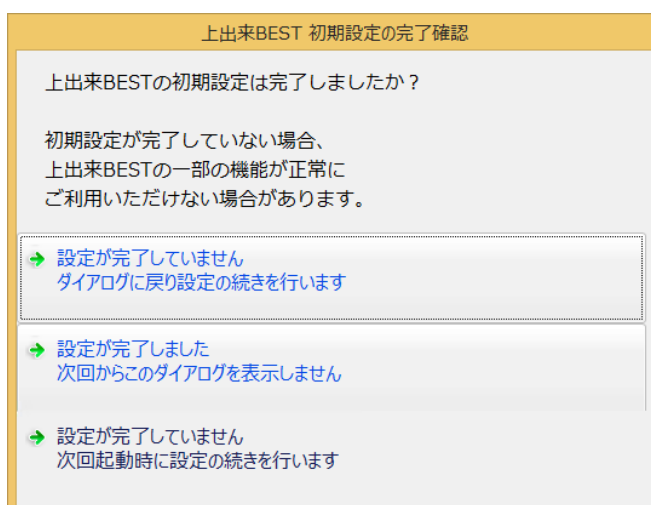 上出来BEST 初期設定の完了確認
上出来BESTの初期設定は完了しましたか？
初期設定が完了していない場合、
上出来BESTの一部の機能が正常に
ご利用いただけない場合があります。
設定が完了していません
ダイアログに戻り設定の続きを行います
設定が完了しました
次回からこのダイアログを表示しません
設定が完了していません
次回起動時に設定の続きを行います